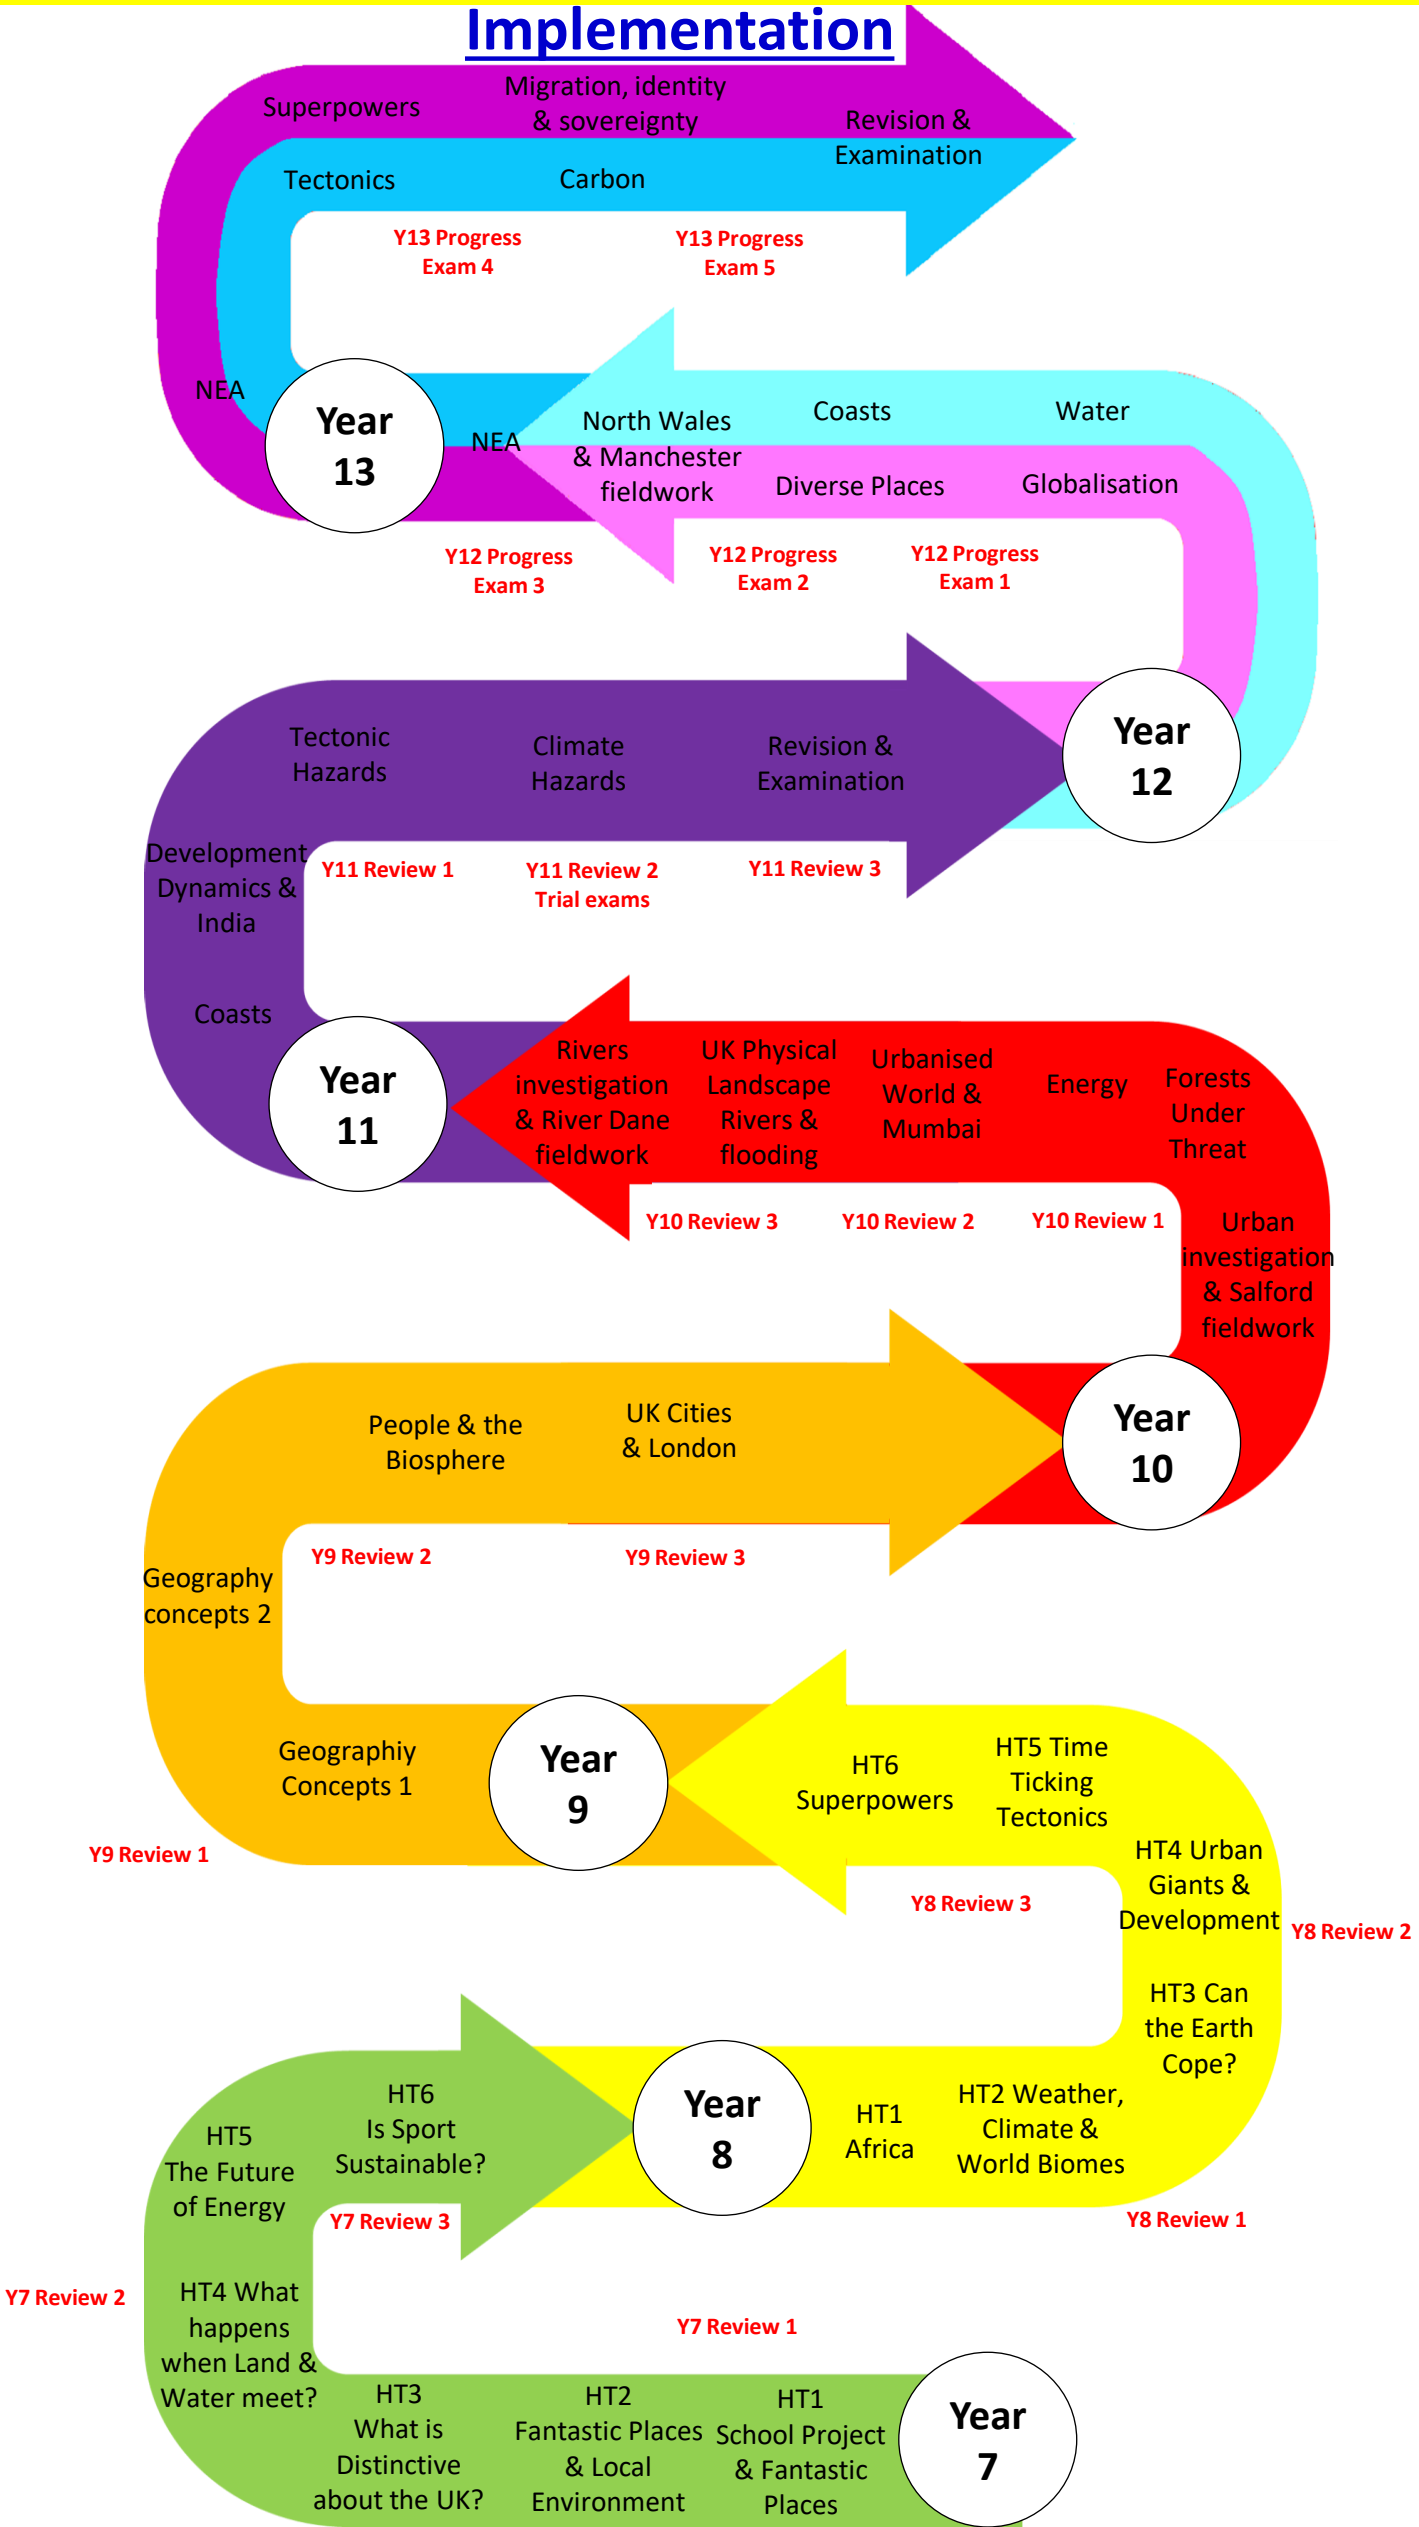 Implementation
Superpowers
Migration, identity
& sovereignty
Revision &
Examination
Tectonics
Carbon
Y13 Progress
Exam 4
Y13 Progress
Exam 5
NEA
Year
13
NEA
North Wales
& Manchester
fieldwork
Coasts
Water
Diverse Places
Globalisation
Y12 Progress
Exam 3
Y12 Progress
Exam 2
Y12 Progress
Exam 1
Tectonic
Hazards
Climate
Hazards
Revision &
Examination
Year
12
Development
Dynamics &
India
Y11 Review 1
Y11 Review 2
Trial exams
Y11 Review 3
Coasts
Year
11
Rivers
investigation
& River Dane
fieldwork
UK Physical
Landscape
Rivers &
flooding
Urbanised
World &
Mumbai
Energy
Forests
Under
Threat
Y10 Review 3
Y10 Review 2
Y10 Review 1
Urban
investigation
& Salford
fieldwork
People & the
Biosphere
UK Cities
& London
Year
10
Y9 Review 2
Y9 Review 3
Geography
concepts 2
Geographiy
Concepts 1
Year
9
HT6
Superpowers
HT5 Time
Ticking
Tectonics
Y9 Review 1
HT4 Urban
Giants &
Development
Y8 Review 3
Y8 Review 2
HT3 Can
the Earth
Cope?
HT5
The Future
of Energy
HT6
Is Sport
Sustainable?
Year
8
HT1
Africa
HT2 Weather,
Climate &
World Biomes
Y7 Review 3
Y8 Review 1
Y7 Review 2
HT4 What
happens
when Land &
Water meet?
Y7 Review 1
HT3
What is
Distinctive
about the UK?
HT2
Fantastic Places
& Local
Environment
HT1
School Project
& Fantastic
Places
Year
7